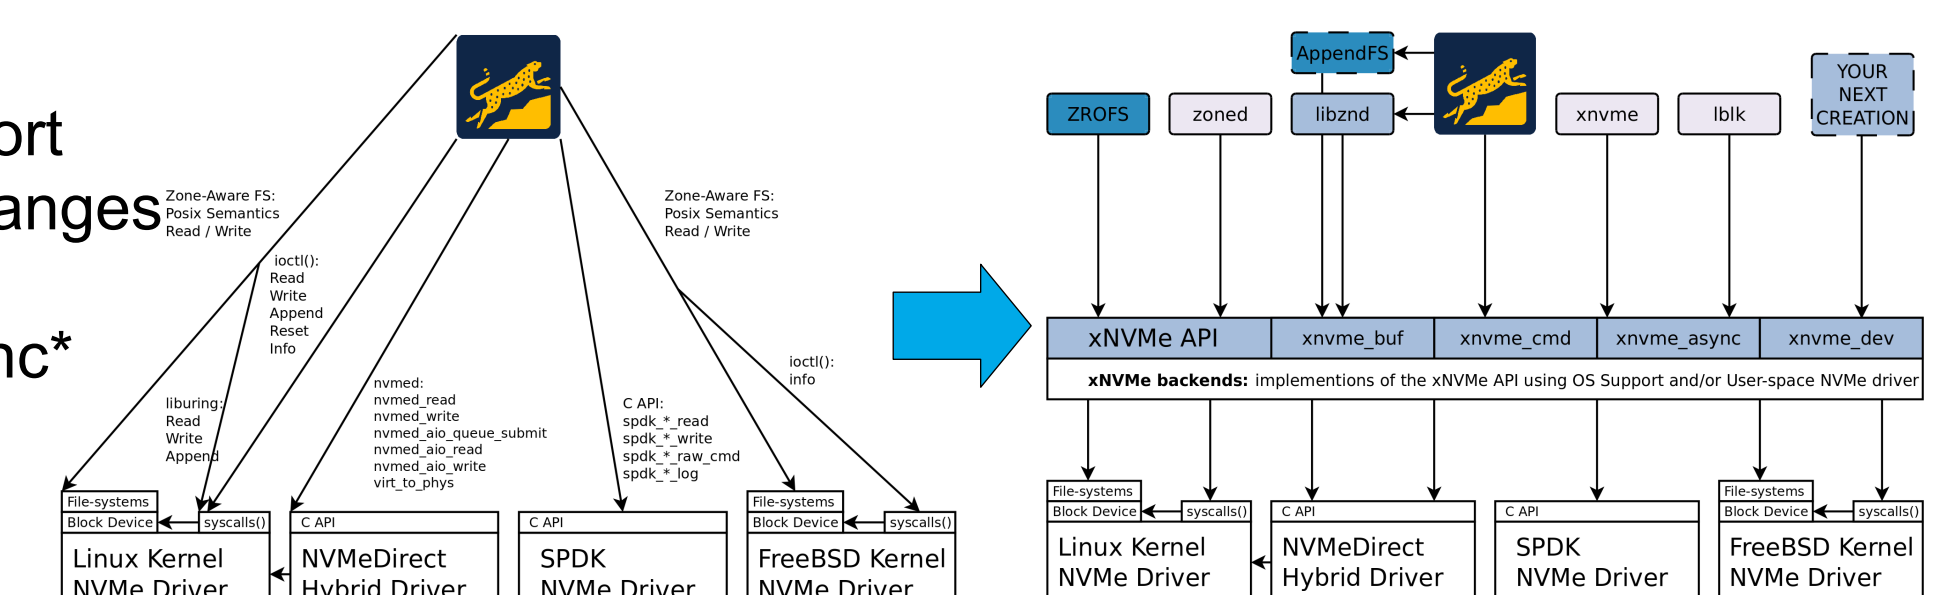 ort
anges
nc*
Zone-Aware FS:
Posix Semantics
Read / Write
ioctl():
Read
Write
Append
Reset
Info
liburing:
Read
Write
Append
nvmed:
nvmed_read
nvmed_write
nvmed_aio_queue_submit
nvmed_aio_read
nvmed_aio_write
virt_to_phys
C API:
spdk_*_read
spdk_*_write
spdk_*_raw_cmd
spdk_*_log
Zone-Aware FS:
Posix Semantics
Read / Write
ioctl():
info
File-systems
Block Device
syscalls()
Linux Kernel
NVMe Driver
C API
NVMeDirect
Hybrid Driver
C API
SPDK
NVMe Driver
File-systems
Block Device
syscalls()
FreeBSD Kernel
NVMe Driver
AppendFS
ZROFS
zoned
libznd
xnvme
lblk
YOUR
NEXT
CREATION
xNVMe API
xnvme_buf
xnvme_cmd
xnvme_async
xnvme_dev
xNVMe backends: implementions of the xNVMe API using OS Support and/or User-space NVMe driver
File-systems
Block Device
syscalls()
Linux Kernel
NVMe Driver
C API
NVMeDirect
Hybrid Driver
C API
SPDK
NVMe Driver
File-systems
Block Device
syscalls()
FreeBSD Kernel
NVMe Driver